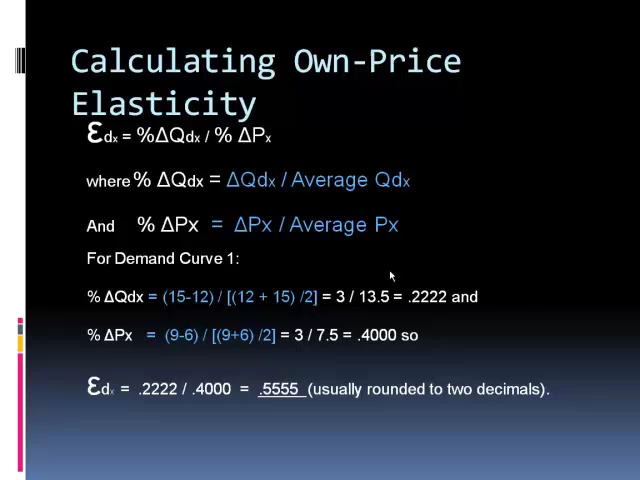 Calculating Own-Price
Elasticity
εdx = %ΔQdx / % ΔPx
where % ΔQdx = ΔQdx / Average Qdx
And % ΔPx = ΔPx / Average Px
For Demand Curve 1:
% ΔQdx = (15-12) / [(12 + 15) /2] = 3 / 13.5 = .2222 and
% ΔPx = (9-6) / [(9+6) /2] = 3 / 7.5 = .4000 so
εdx = .2222 / .4000 = .5555 (usually rounded to two decimals).